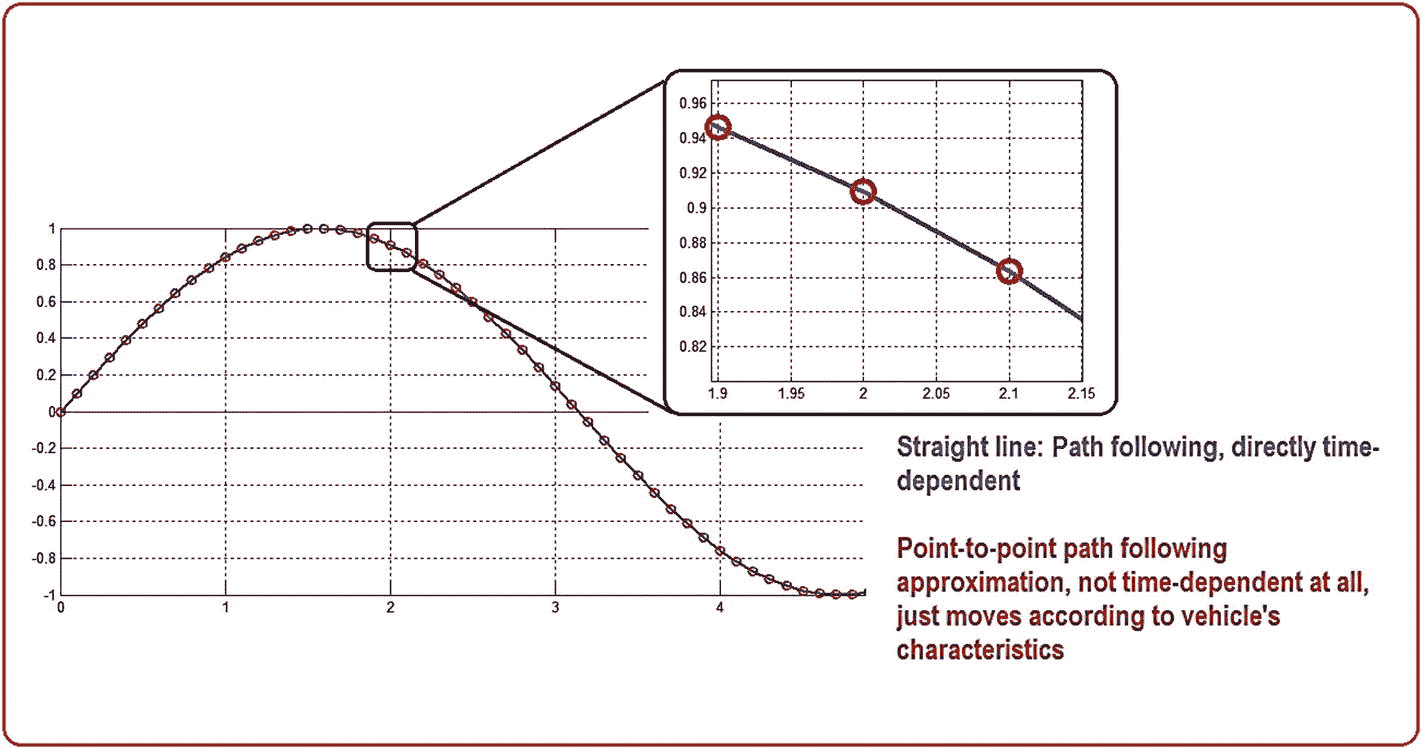 0.96
0.94
0.92
0.9
0.88
0.86
0.84
0.82
1.9 1.95 2 2.05 2.1 2.15
1
0.8
0.6
0.4
0.2
0
-0.2
-0.4
-0.6
-0.8
-1
0 1 2 3 4
Straight line: Path following, directly time-
dependent
Point-to-point path following
approximation, not time-dependent at all,
just moves according to vehicle's
characteristics